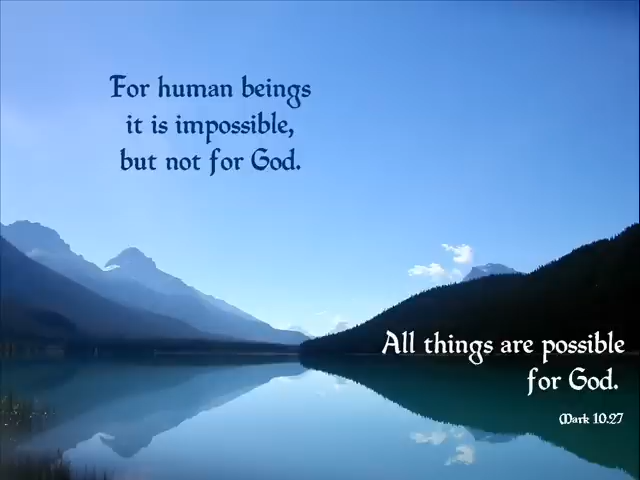 For human beings
it is impossible,
but not for God.
All things are possible
for God.
Mark 10:27